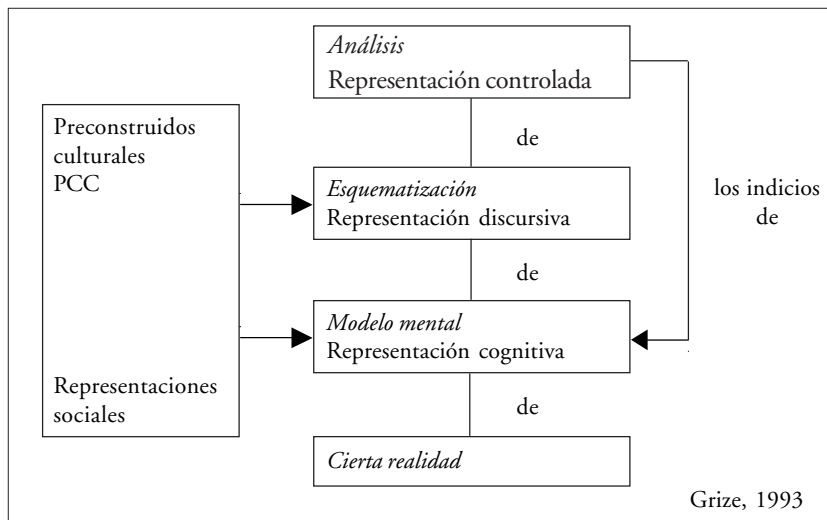 Análisis
Representación controlada
de
Preconstruidos
culturales
PCC
Esquematización
Representación discursiva
los indicios
de
de
Modelo mental
Representación cognitiva
Representaciones
sociales
de
Cierta realidad
Grize, 1993